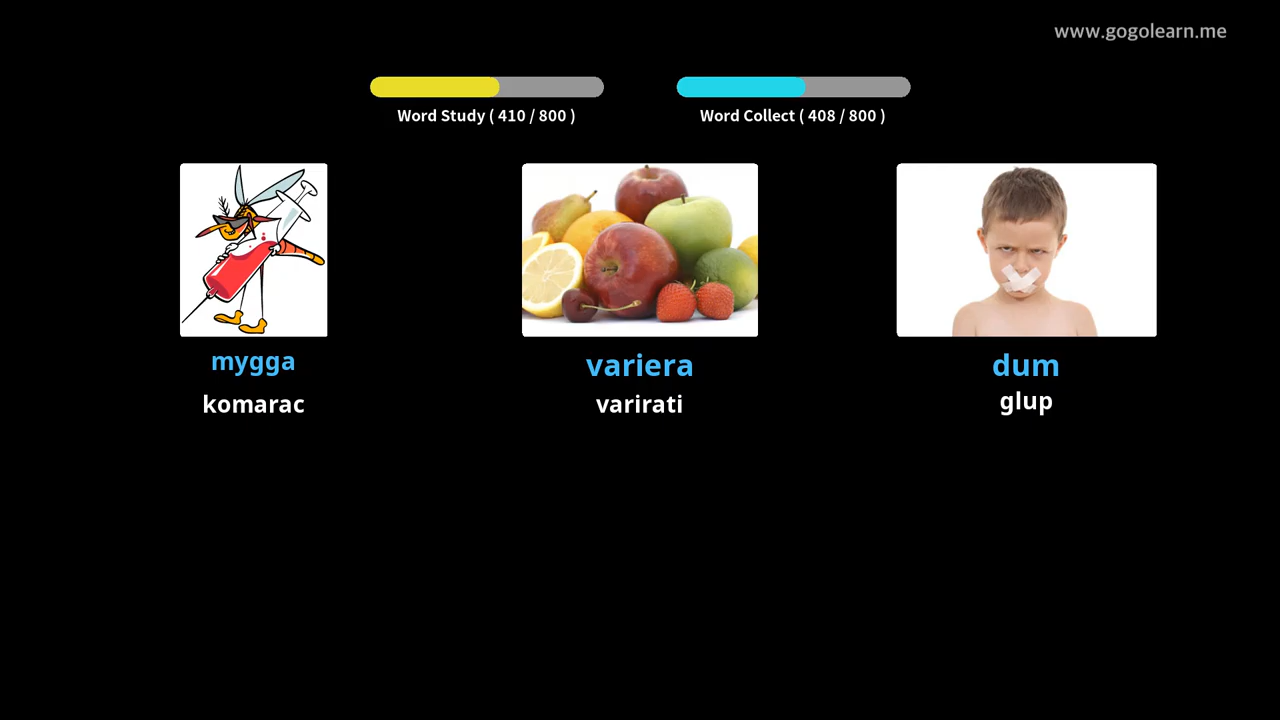 www.gogolearn.me
Word Study ( 410 / 800 )
Word Collect ( 408 / 800 )
mygga
variera
dum
komarac
varirati
glup